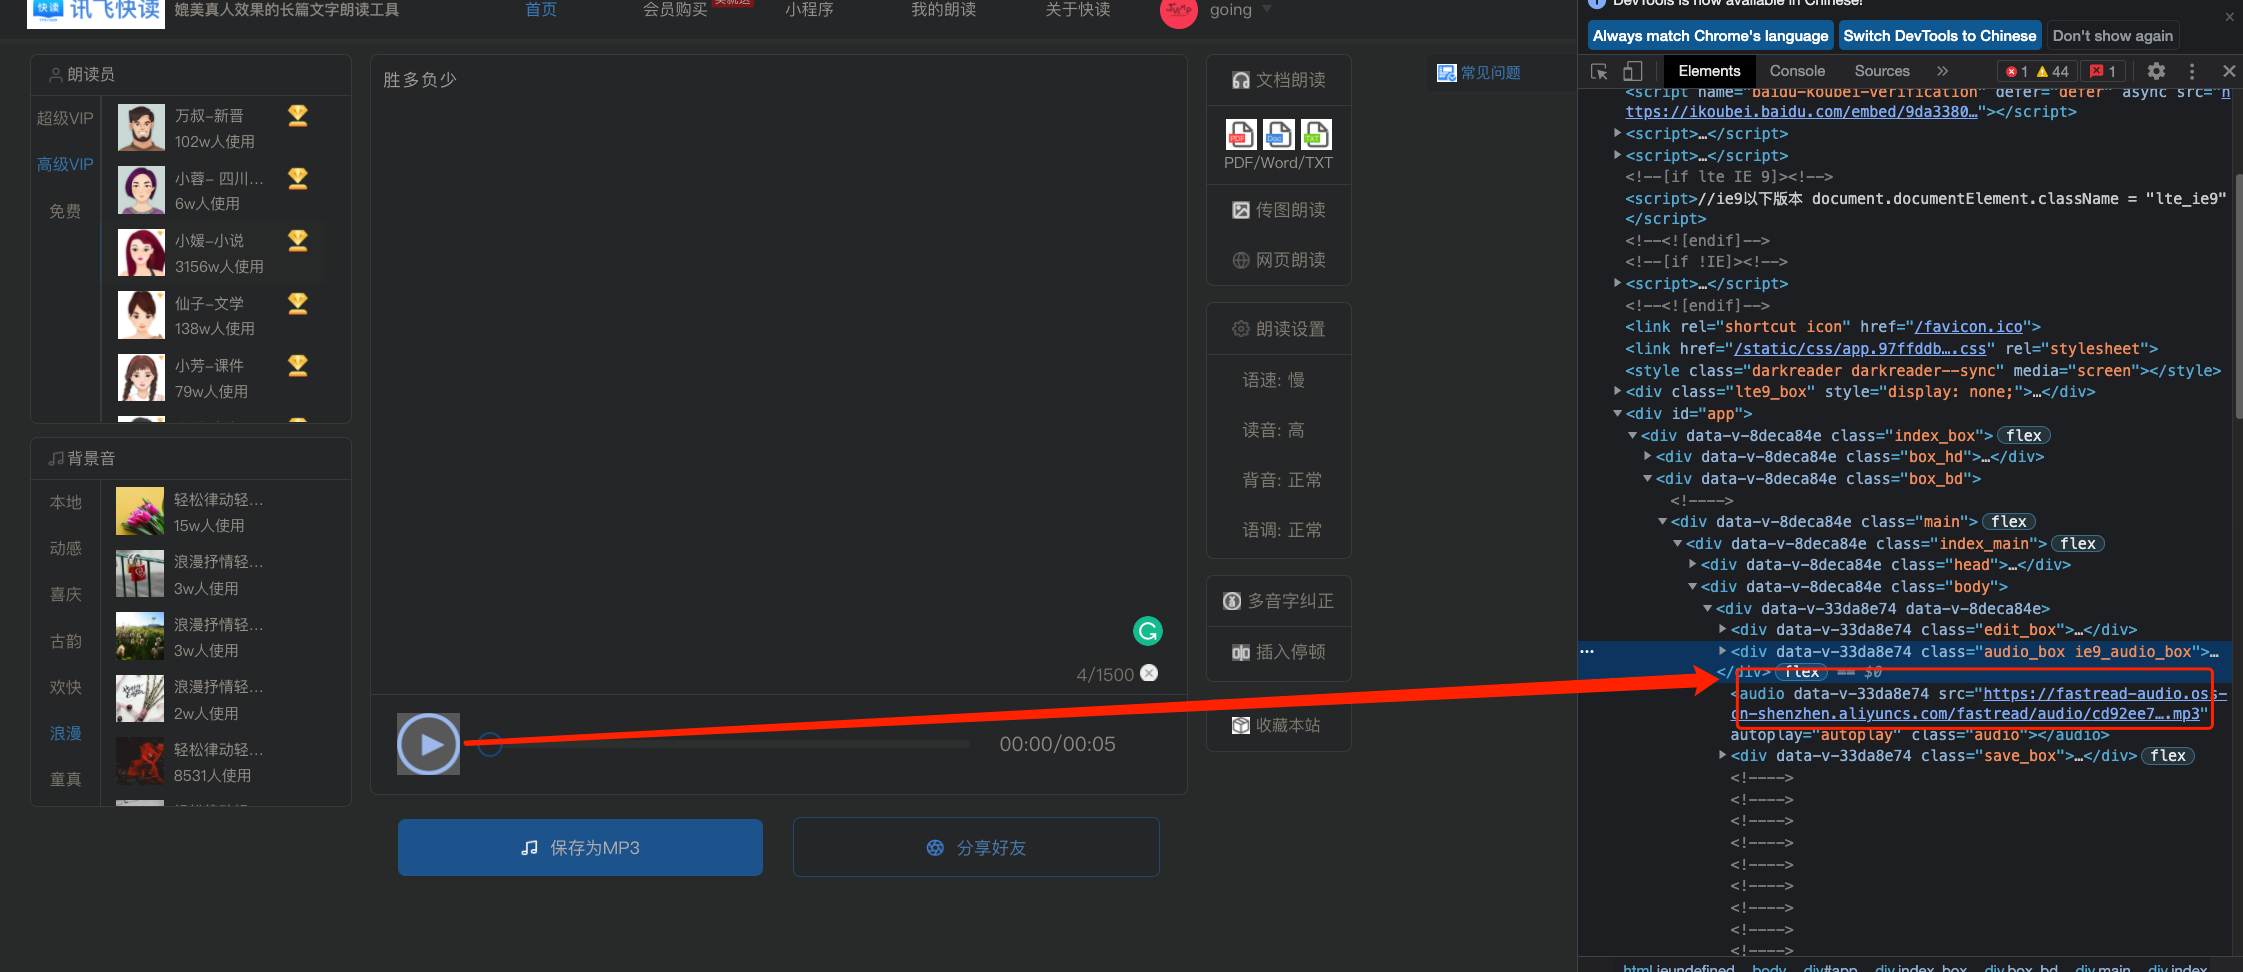 快读 讯飞快读
媲美真人效果的长篇文字朗读工具
首页
会员购买
小程序
我的朗读
关于快读
going
朗读员
超级VIP
高级VIP
免费
万叔-新晋
102w人使用
小蓉- 四川...
6w人使用
小媛-小说
3156w人使用
仙子-文学
138w人使用
小芳-课件
79w人使用
背景音
本地
动感
喜庆
古韵
欢快
浪漫
童真
轻松律动轻...
15w人使用
浪漫抒情轻...
3w人使用
浪漫抒情轻...
3w人使用
浪漫抒情轻...
2w人使用
轻松律动轻...
8531人使用
胜多负少
4/1500
00:00/00:05
保存为MP3
分享好友
文档朗读
PDF Doc TXT
PDF/Word/TXT
传图朗读
网页朗读
朗读设置
语速: 慢
读音: 高
背音: 正常
语调: 正常
多音字纠正
插入停顿
收藏本站
常见问题
DevTools is now available in Chinese!
Always match Chrome's language
Switch DevTools to Chinese
Don't show again
Elements
Console
Sources
»
1
44
1
<script name="baidu-koubei-verification" defer="defer" async src="h
ttps://ikoubei.baidu.com/embed/9da3380…"></script>
<script>…</script>
<script>…</script>
<!--[if lte IE 9]><!-->
<script>//ie9以下版本 document.documentElement.className = "lte_ie9"
</script>
<!--<![endif]-->
<!--[if !IE]><!-->
<script>…</script>
<!--<![endif]-->
<link rel="shortcut icon" href="/favicon.ico">
<link href="/static/css/app.97ffddb….css" rel="stylesheet">
<style class="darkreader darkreader--sync" media="screen"></style>
<div class="lte9_box" style="display: none;">…</div>
<div id="app">
<div data-v-8deca84e class="index_box"> flex
<div data-v-8deca84e class="box_hd">…</div>
<div data-v-8deca84e class="box_bd">
<!---->
<div data-v-8deca84e class="main"> flex
<div data-v-8deca84e class="index_main"> flex
<div data-v-8deca84e class="head">…</div>
<div data-v-8deca84e class="body">
<div data-v-33da8e74 data-v-8deca84e>
<div data-v-33da8e74 class="edit_box">…</div>
<div data-v-33da8e74 class="audio_box ie9_audio_box">…
</div> flex == $0
<audio data-v-33da8e74 src="https://fastread-audio.oss-
cn-shenzhen.aliyuncs.com/fastread/audio/cd92ee7….mp3"
autoplay="autoplay" class="audio"></audio>
<div data-v-33da8e74 class="save_box">…</div> flex
<!---->
<!---->
<!---->
<!---->
<!---->
<!---->
<!---->
<!---->
<!---->
html.ieundefined body div#app div.index_box div.box_bd div.main div.index